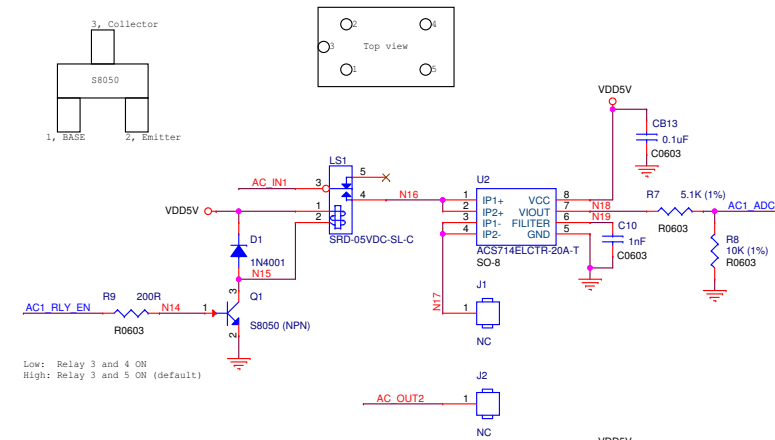 3, Collector
S8050
1, BASE
2, Emitter
2
4
3
Top view
1
5
VDD5V
CB13
0.1uF
C0603
LS1
5
AC_IN1
3
4
N16
VDD5V
1
2
SRD-05VDC-SL-C
U2
1
IP1+
VCC
8
2
IP2+
VIOUT
7
N18
3
IP1-
FILITER
6
N19
4
IP2-
GND
5
ACS714ELCTR-20A-T
SO-8
R7
5.1K (1%)
AC1_ADC
R0603
C10
1nF
C0603
R8
10K (1%)
R0603
D1
1N4001
N15
3
Q1
R9
200R
AC1_RLY_EN
N14
1
R0603
S8050 (NPN)
2
N17
J1
1
NC
Low: Relay 3 and 4 ON
High: Relay 3 and 5 ON (default)
J2
AC_OUT2
1
NC
VDD5V